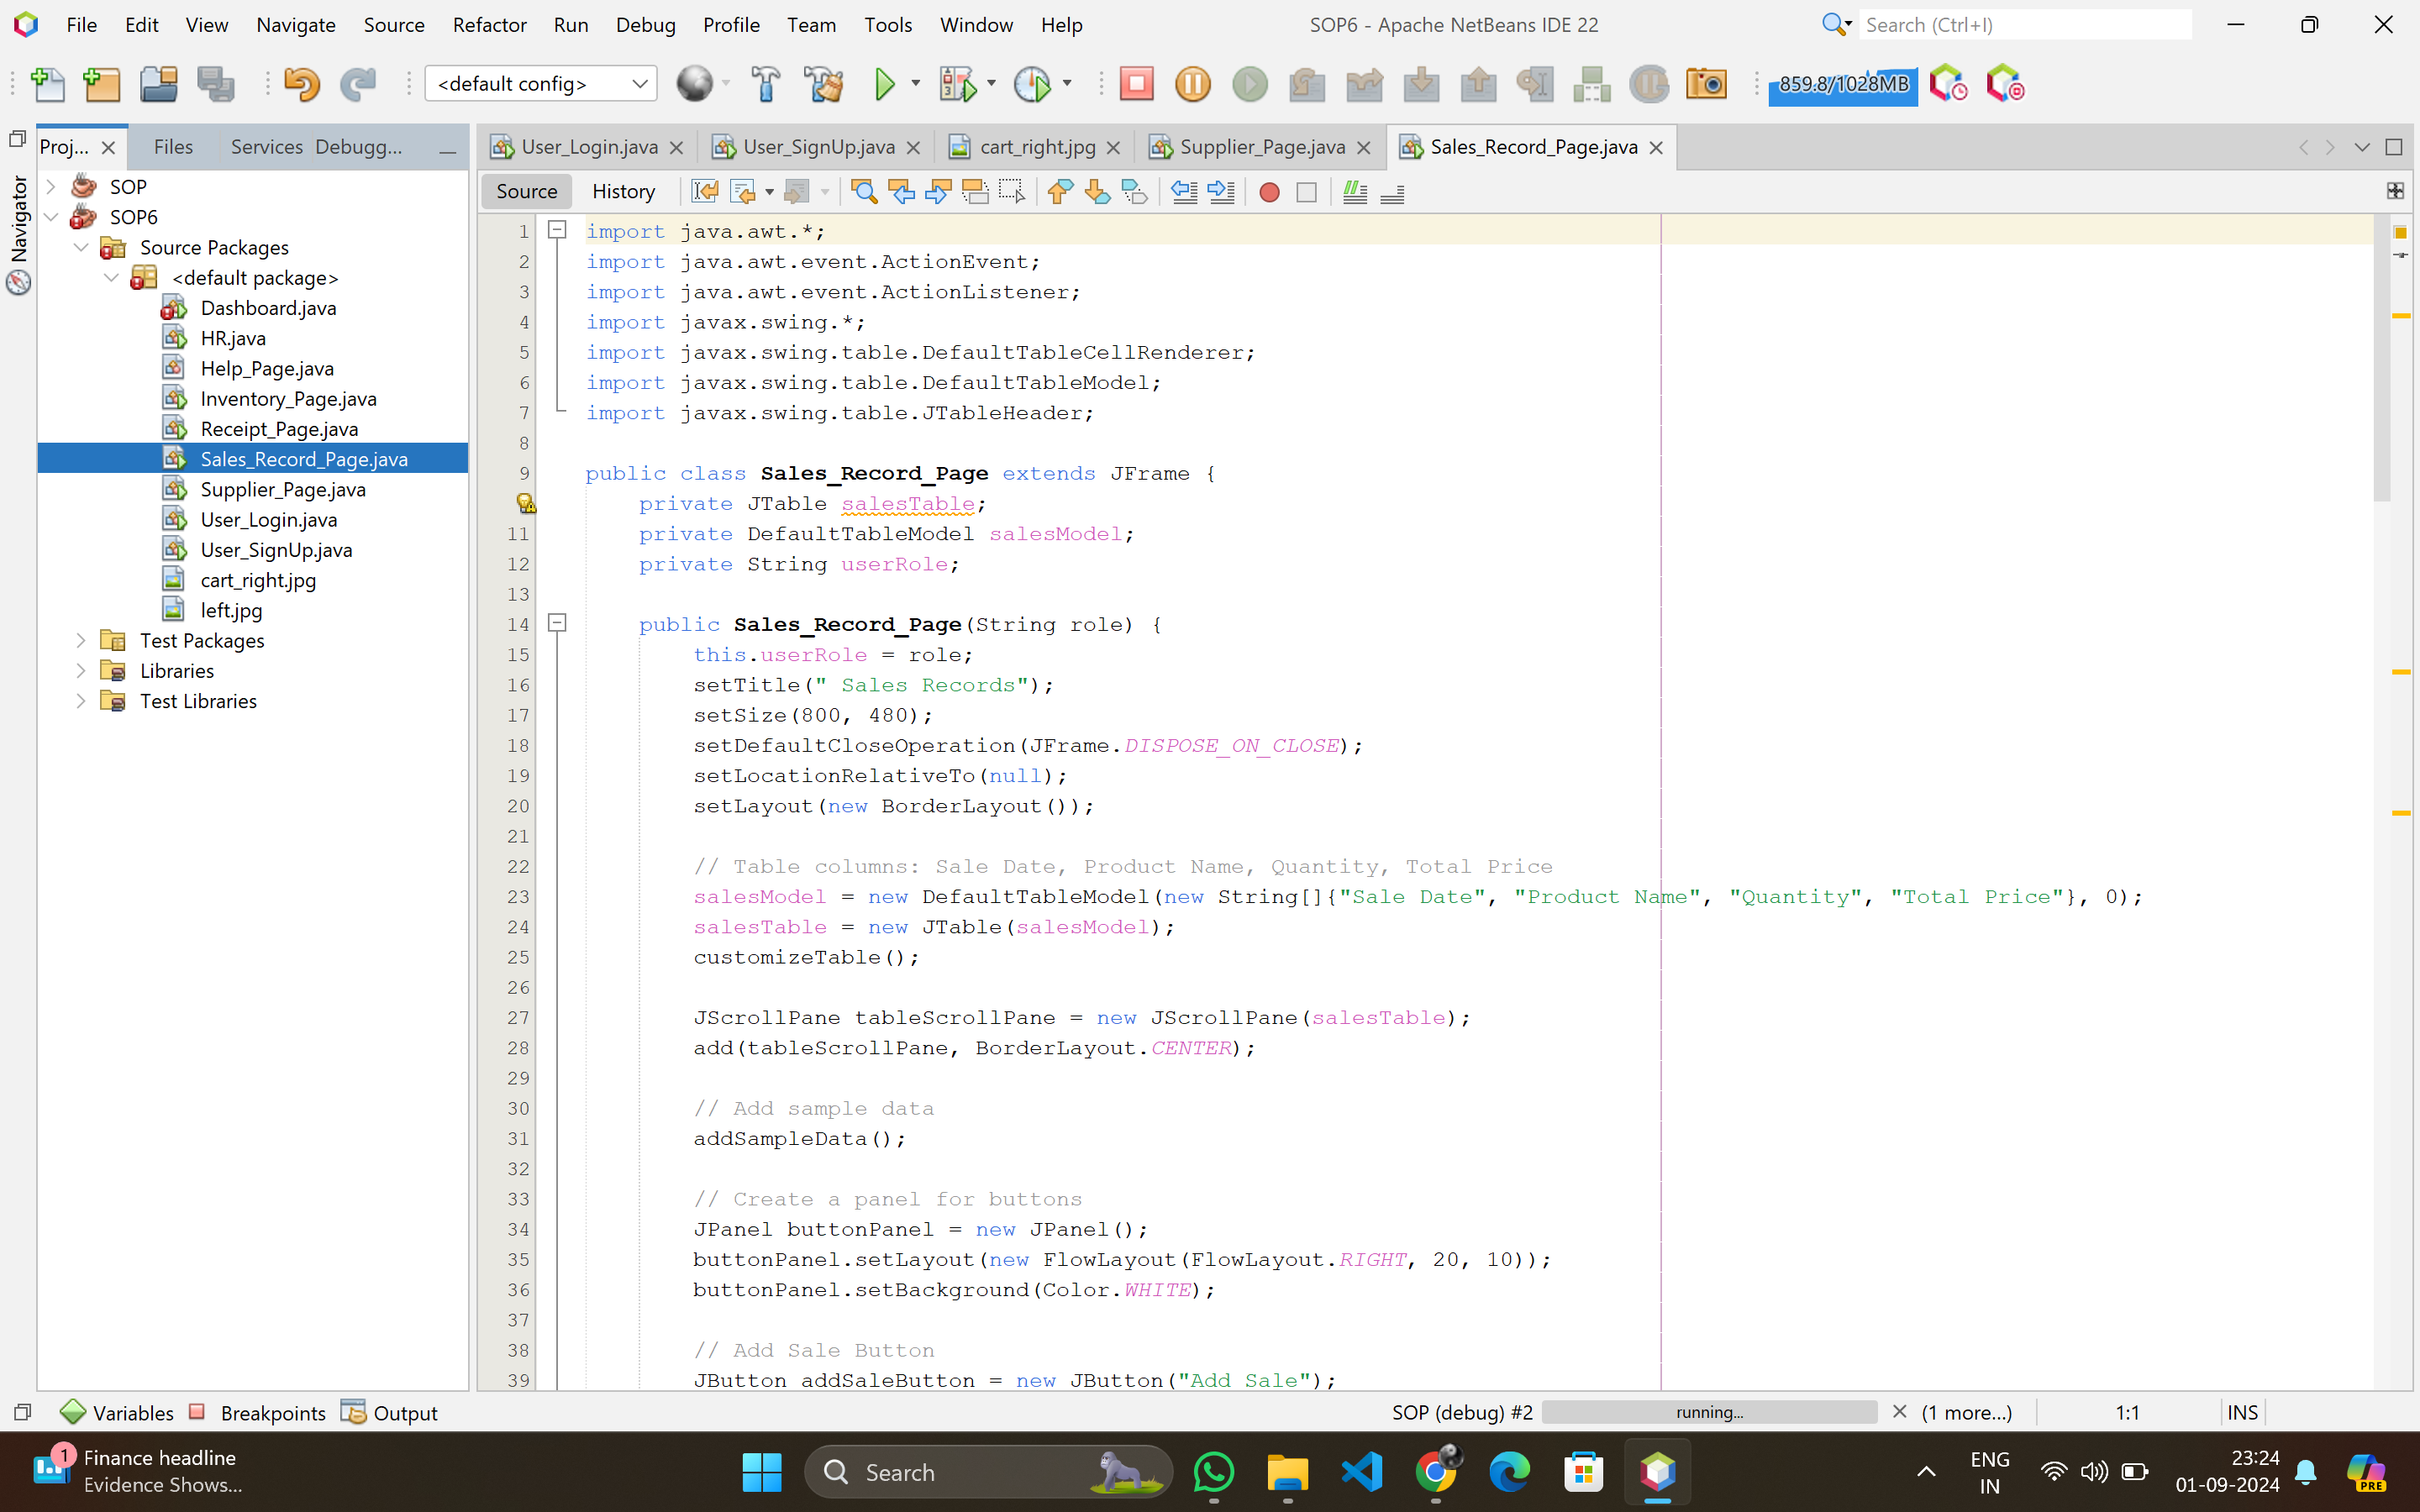 File Edit View Navigate Source Refactor Run Debug Profile Team Tools Window Help
SOP6 - Apache NetBeans IDE 22
Search (Ctrl+I)
<default config>
859.8/1028MB
Proj... Files Services Debugg...
User_Login.java User_SignUp.java cart_right.jpg Supplier_Page.java Sales_Record_Page.java
Source History
Navigator
SOP
SOP6
Source Packages
<default package>
Dashboard.java
HR.java
Help_Page.java
Inventory_Page.java
Receipt_Page.java
Sales_Record_Page.java
Supplier_Page.java
User_Login.java
User_SignUp.java
cart_right.jpg
left.jpg
Test Packages
Libraries
Test Libraries
1 import java.awt.*;
2 import java.awt.event.ActionEvent;
3 import java.awt.event.ActionListener;
4 import javax.swing.*;
5 import javax.swing.table.DefaultTableCellRenderer;
6 import javax.swing.table.DefaultTableModel;
7 import javax.swing.table.JTableHeader;
8
9 public class Sales_Record_Page extends JFrame {
private JTable salesTable;
11 private DefaultTableModel salesModel;
12 private String userRole;
13
14 public Sales_Record_Page(String role) {
15 this.userRole = role;
16 setTitle(" Sales Records");
17 setSize(800, 480);
18 setDefaultCloseOperation(JFrame.DISPOSE_ON_CLOSE);
19 setLocationRelativeTo(null);
20 setLayout(new BorderLayout());
21
22 // Table columns: Sale Date, Product Name, Quantity, Total Price
23 salesModel = new DefaultTableModel(new String[]{"Sale Date", "Product Name", "Quantity", "Total Price"}, 0);
24 salesTable = new JTable(salesModel);
25 customizeTable();
26
27 JScrollPane tableScrollPane = new JScrollPane(salesTable);
28 add(tableScrollPane, BorderLayout.CENTER);
29
30 // Add sample data
31 addSampleData();
32
33 // Create a panel for buttons
34 JPanel buttonPanel = new JPanel();
35 buttonPanel.setLayout(new FlowLayout(FlowLayout.RIGHT, 20, 10));
36 buttonPanel.setBackground(Color.WHITE);
37
38 // Add Sale Button
39 JButton addSaleButton = new JButton("Add Sale");
Variables Breakpoints Output
SOP (debug) #2 running... (1 more...) 1:1 INS
1
Finance headline
Evidence Shows...
Search
ENG
IN
23:24
01-09-2024
PRE